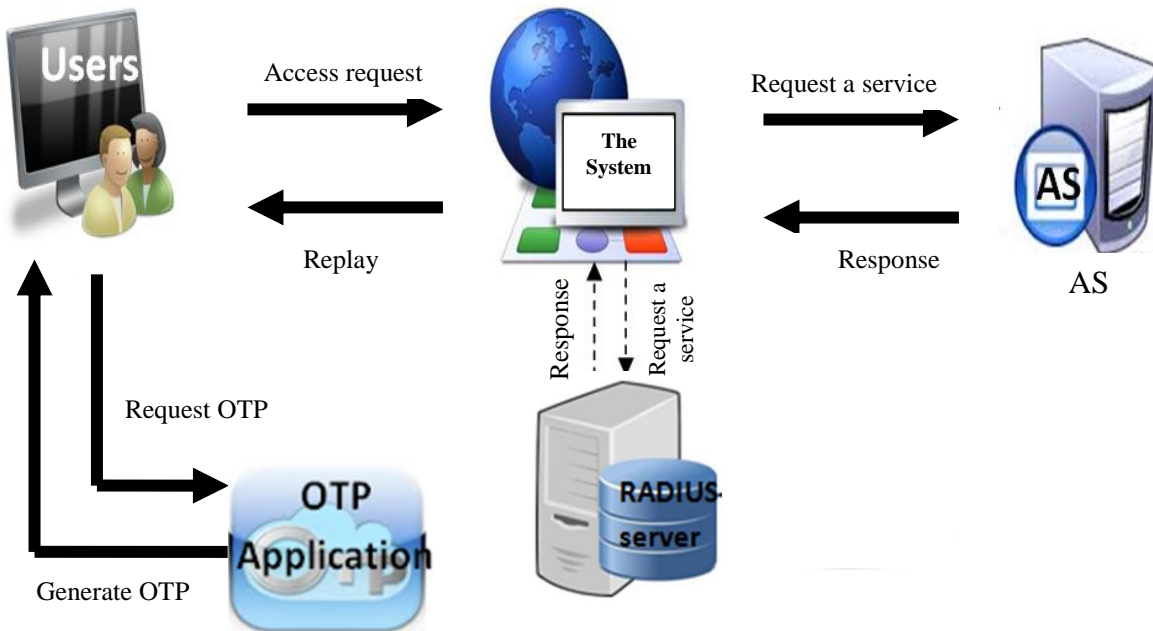 Users
Access request
Replay
The
System
Request a service
Response
AS
AS
Response
Request a
service
Request OTP
Generate OTP
OTP
Application
OTP
RADIUS
server